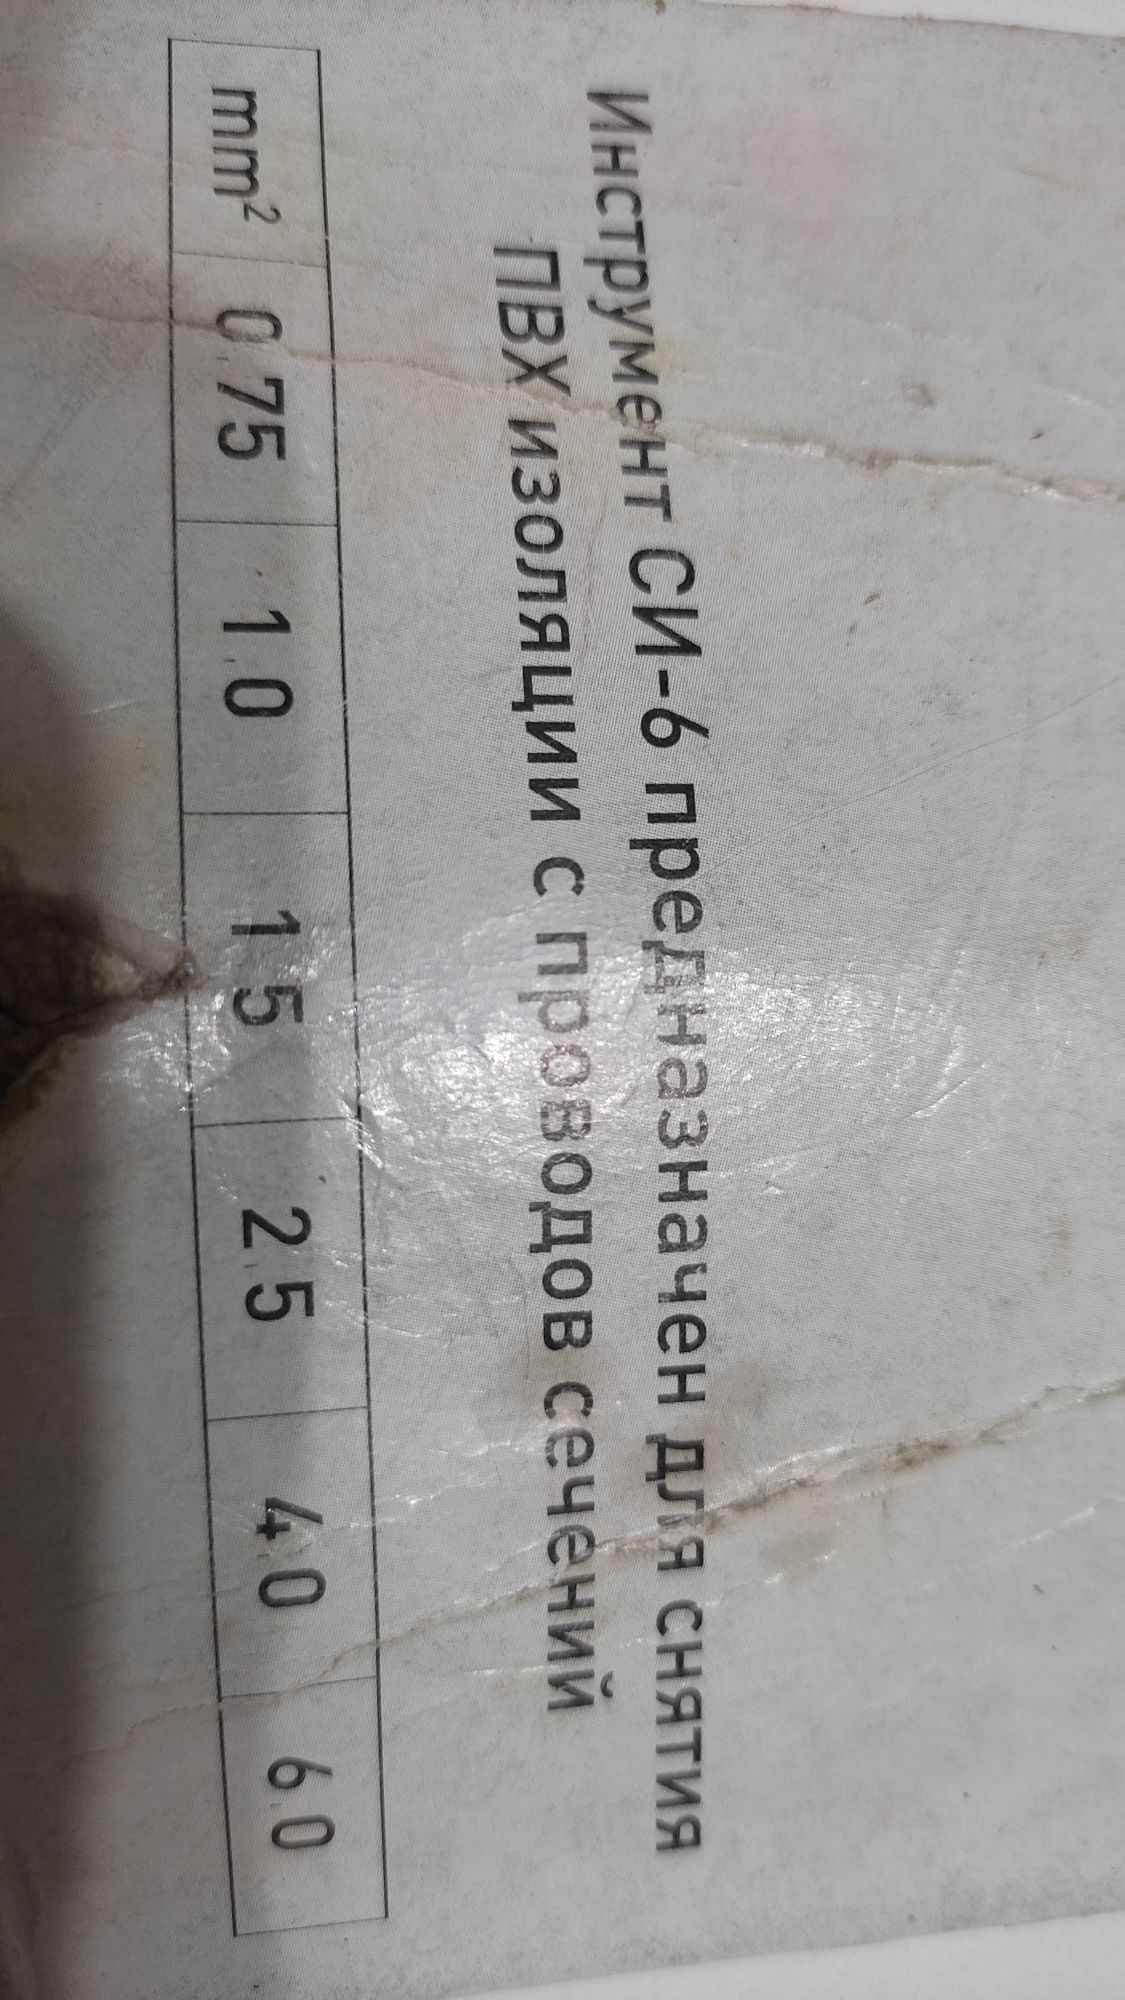 Инструмент СИ-6 предназначен для снятия
ПВХ изоляции с проводов сечений
mm² 0.75 1.0 1.5 2.5 4.0 6.0